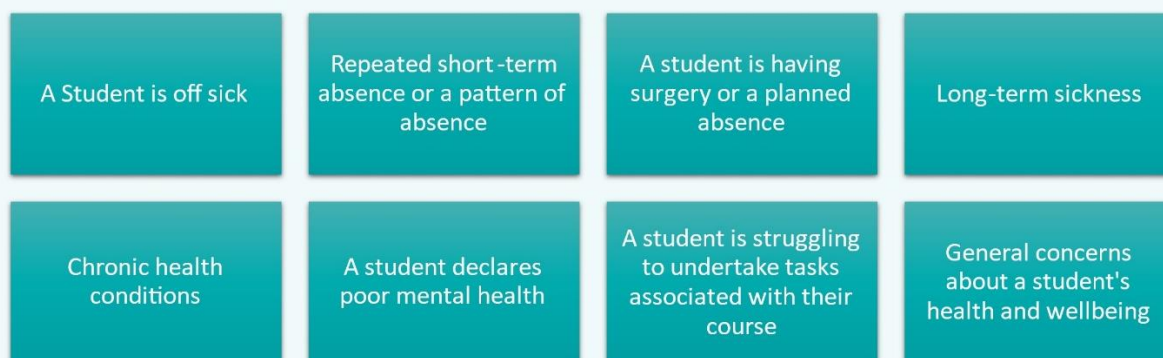 A Student is off sick
Repeated short-term
absence or a pattern of
absence
A student is having
surgery or a planned
absence
Long-term sickness
Chronic health
conditions
A student declares
poor mental health
A student is struggling
to undertake tasks
associated with their
course
General concerns
about a student's
health and wellbeing